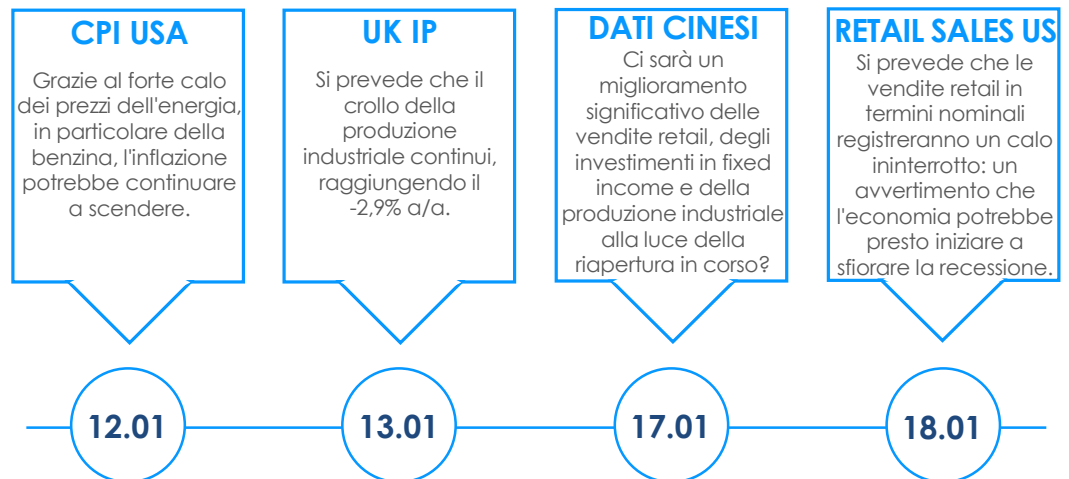 CPI USA
Grazie al forte calo
dei prezzi dell'energia,
in particolare della
benzina, l'inflazione
potrebbe continuare
a scendere.
UK IP
Si prevede che il
crollo della
produzione
industriale continui,
raggiungendo il
-2,9% a/a.
DATI CINESI
Ci sarà un
miglioramento
significativo delle
vendite retail, degli
investimenti in fixed
income e della
produzione industriale
alla luce della
riapertura in corso?
RETAIL SALES US
Si prevede che le
vendite retail in
termini nominali
registreranno un calo
ininterrotto: un
avvertimento che
l'economia potrebbe
presto iniziare a
sfiorare la recessione.
12.01
13.01
17.01
18.01